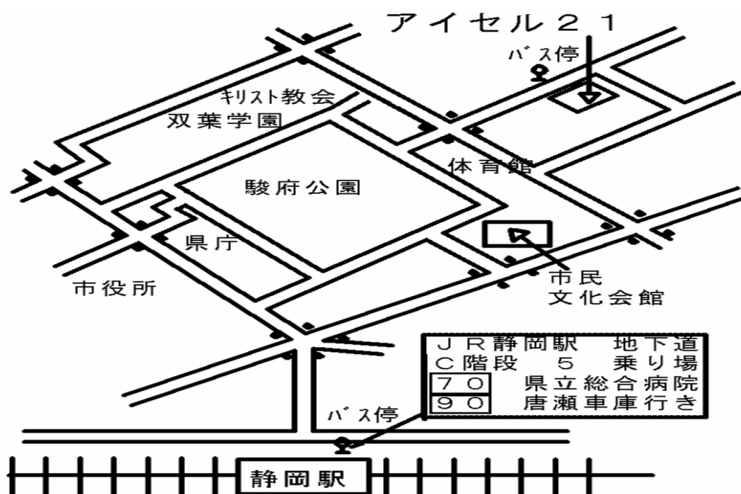 アイセル２１
バス停
キリスト教会
双葉学園
体育館
駿府公園
県庁
市役所
市民
文化会館
ＪＲ静岡駅　地下道
Ｃ階段　５　乗り場
７０　県立総合病院
９０　唐瀬車庫行き
バス停
静岡駅